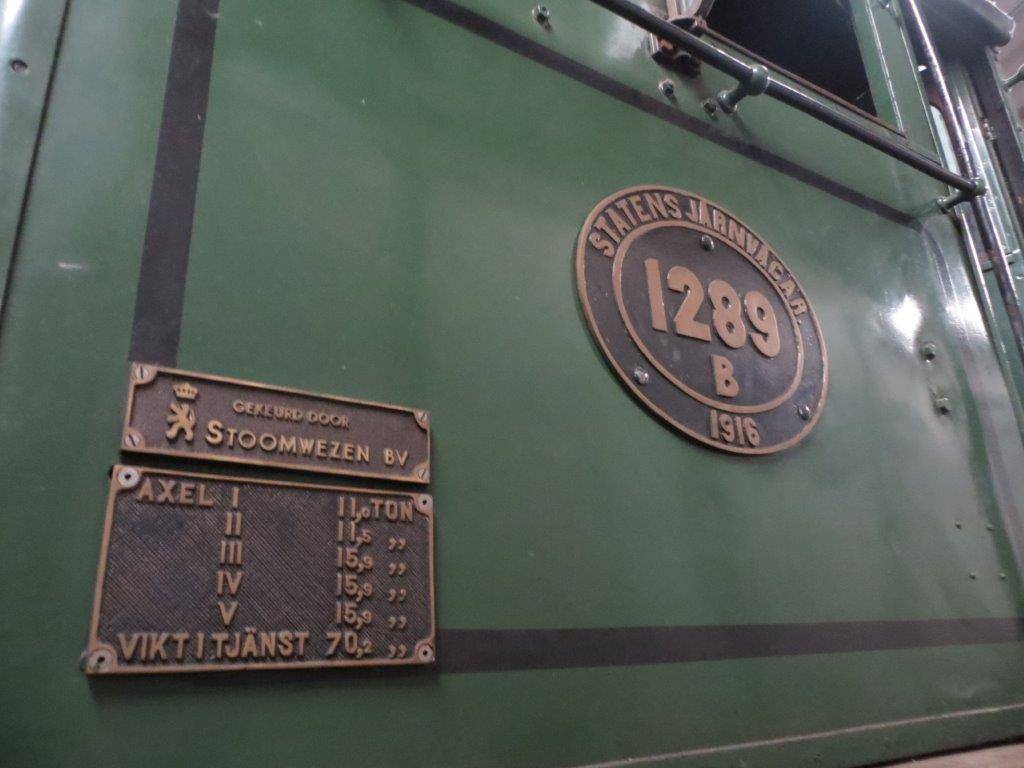 STATENS JÄRNVÄGAR.
1289
B
1916
GEKEURD DOOR
STOOMWEZEN BV
AXEL I 11,0 TON
II 11,5 ,,
III 15,9 ,,
IV 15,9 ,,
V 15,9 ,,
VIKT I TJÄNST 70,2 ,,